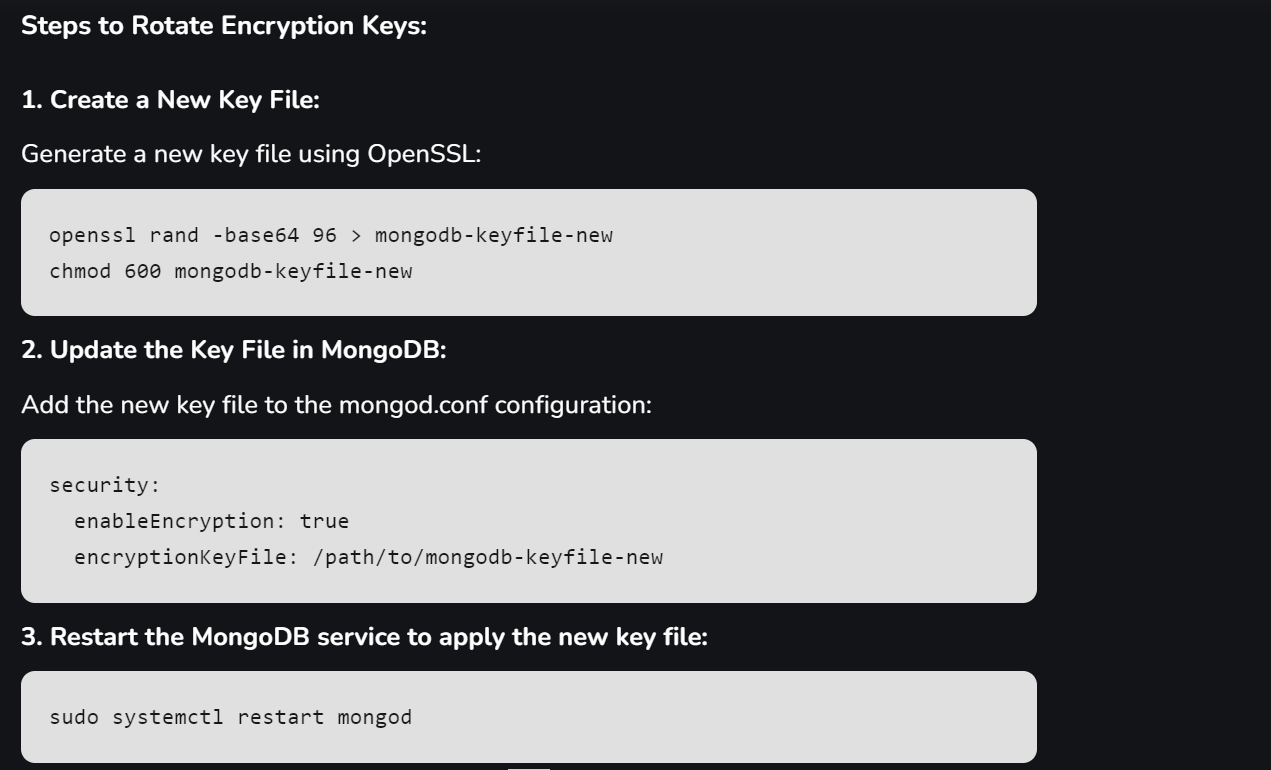 Steps to Rotate Encryption Keys:
1. Create a New Key File:
Generate a new key file using OpenSSL:
openssl rand -base64 96 > mongodb-keyfile-new
chmod 600 mongodb-keyfile-new
2. Update the Key File in MongoDB:
Add the new key file to the mongod.conf configuration:
security:
  enableEncryption: true
  encryptionKeyFile: /path/to/mongodb-keyfile-new
3. Restart the MongoDB service to apply the new key file:
sudo systemctl restart mongod